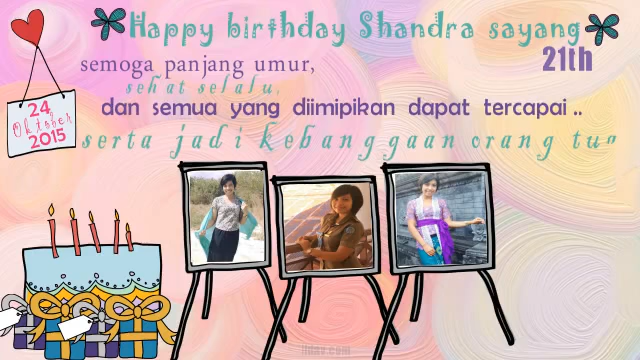 Happy birthday Shandra sayang
21th
semoga panjang umur,
sehat selalu,
dan semua yang diimipikan dapat tercapai ..
serta jadi kebanggaan orang tua
24
Oktober
2015